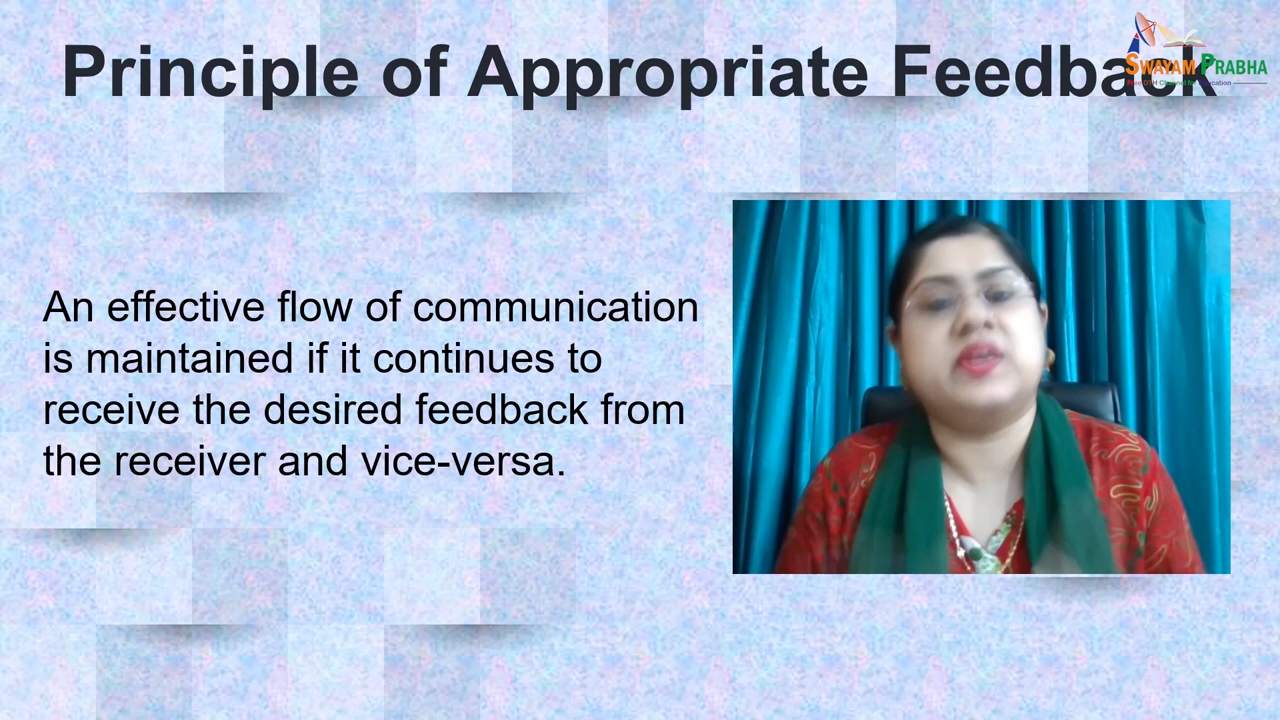 Principle of Appropriate Feedback
SWAYAM PRABHA
An effective flow of communication
is maintained if it continues to
receive the desired feedback from
the receiver and vice-versa.